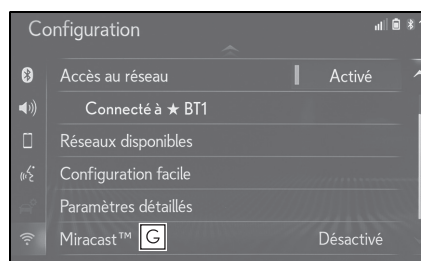 Configuration
Accès au réseau Activé
Connecté à ★ BT1
Réseaux disponibles
Configuration facile
Paramètres détaillés
Miracast™ G Désactivé